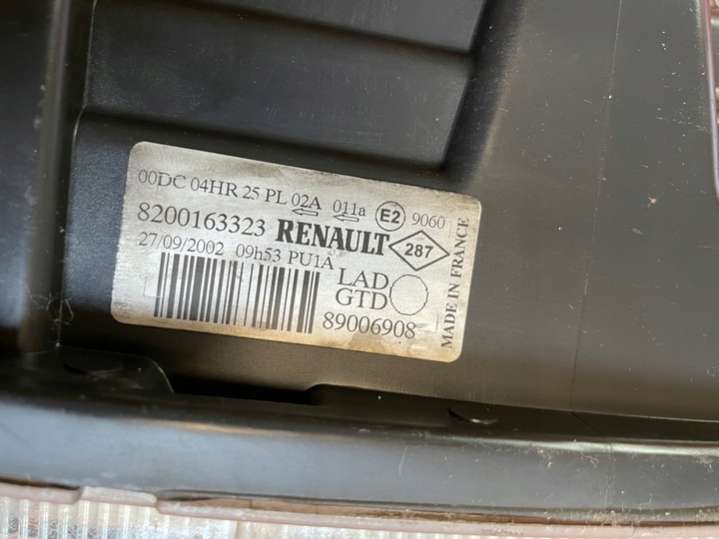 00DC 04HR 25 PL 02A 011a E2 9060
8200163323 RENAULT 287
27/09/2002 09h53 PU1A
LAD
GTD
89006908
MADE IN FRANCE